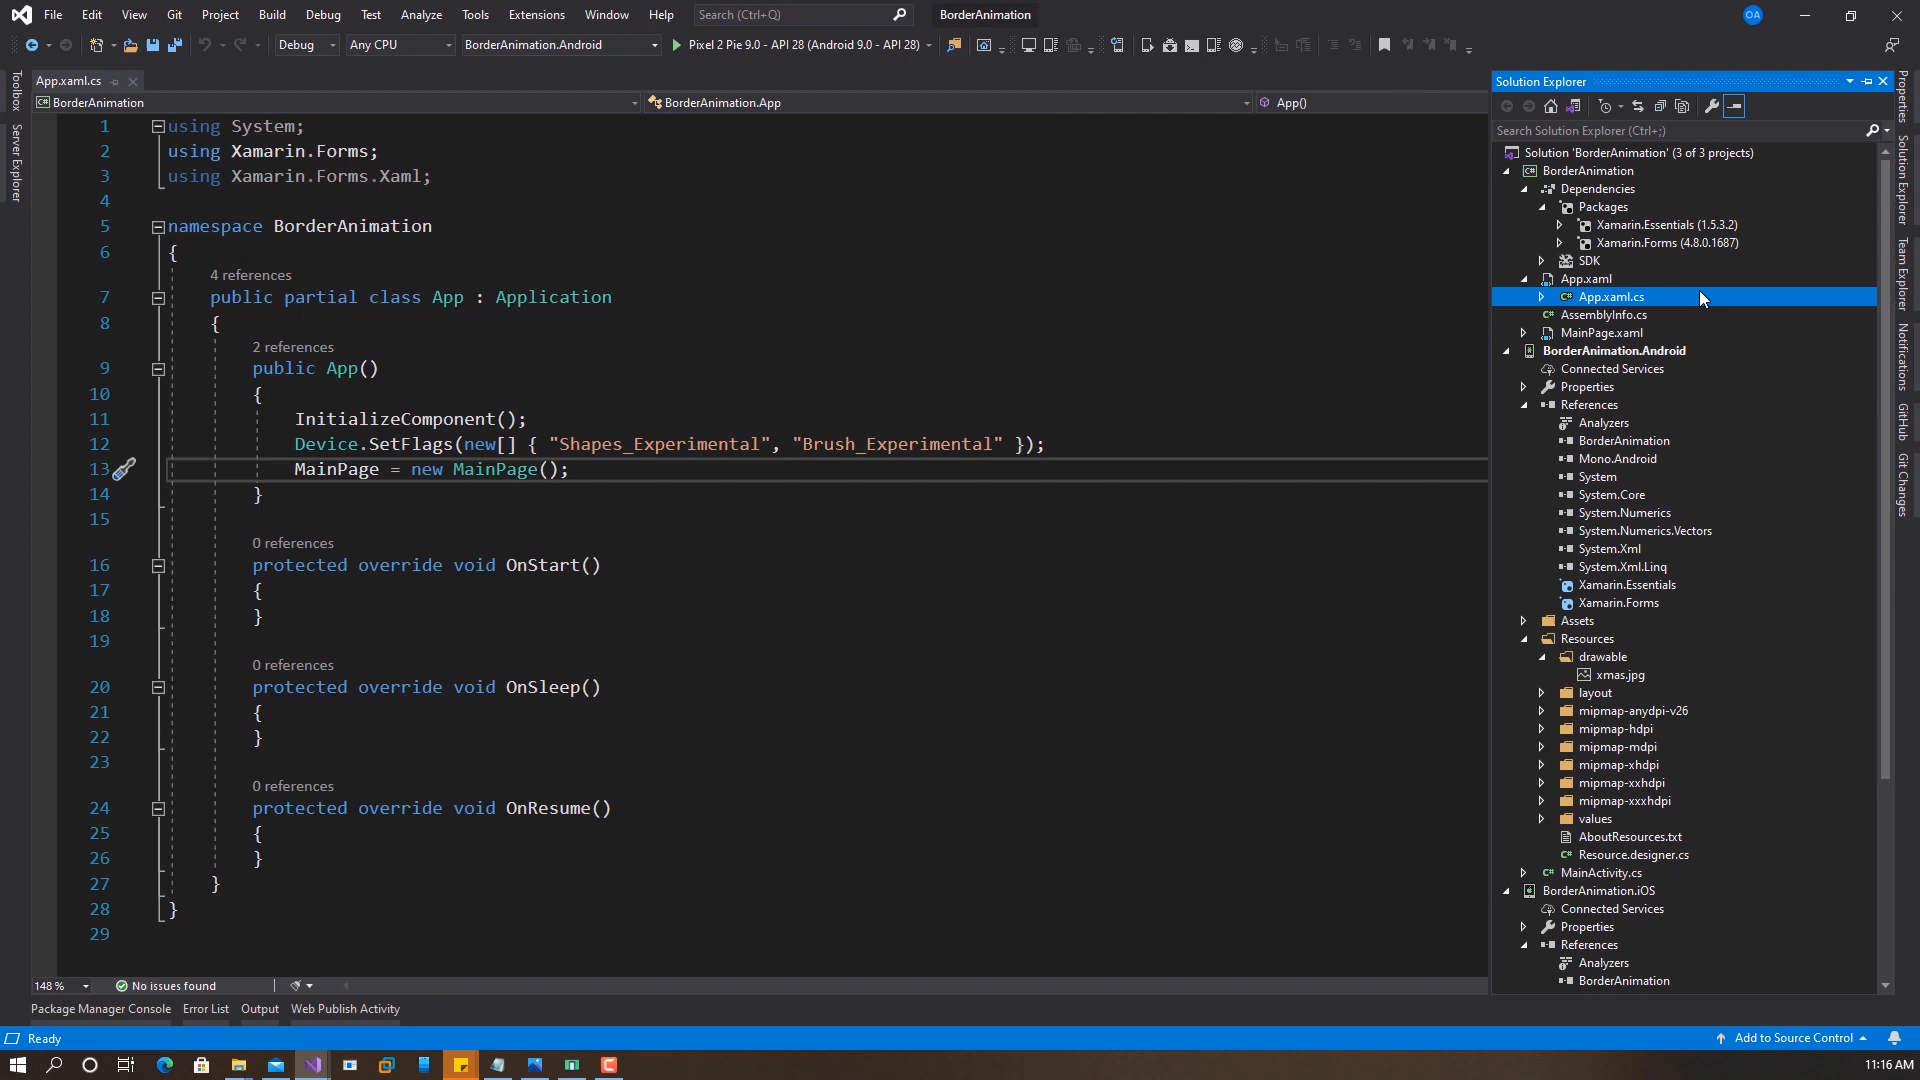 File Edit View Git Project Build Debug Test Analyze Tools Extensions Window Help Search (Ctrl+Q) BorderAnimation OA
Debug Any CPU BorderAnimation.Android Pixel 2 Pie 9.0 - API 28 (Android 9.0 - API 28)
Toolbox
Server Explorer
App.xaml.cs
BorderAnimation BorderAnimation.App App()
1 using System;
2 using Xamarin.Forms;
3 using Xamarin.Forms.Xaml;
4
5 namespace BorderAnimation
6 {
4 references
7 public partial class App : Application
8 {
2 references
9 public App()
10 {
11 InitializeComponent();
12 Device.SetFlags(new[] { "Shapes_Experimental", "Brush_Experimental" });
13 MainPage = new MainPage();
14 }
15
0 references
16 protected override void OnStart()
17 {
18 }
19
0 references
20 protected override void OnSleep()
21 {
22 }
23
0 references
24 protected override void OnResume()
25 {
26 }
27 }
28 }
29
148 % No issues found
Package Manager Console Error List Output Web Publish Activity
Solution Explorer
Search Solution Explorer (Ctrl+;)
Solution 'BorderAnimation' (3 of 3 projects)
BorderAnimation
Dependencies
Packages
Xamarin.Essentials (1.5.3.2)
Xamarin.Forms (4.8.0.1687)
SDK
App.xaml
App.xaml.cs
AssemblyInfo.cs
MainPage.xaml
BorderAnimation.Android
Connected Services
Properties
References
Analyzers
BorderAnimation
Mono.Android
System
System.Core
System.Numerics
System.Numerics.Vectors
System.Xml
System.Xml.Linq
Xamarin.Essentials
Xamarin.Forms
Assets
Resources
drawable
xmas.jpg
layout
mipmap-anydpi-v26
mipmap-hdpi
mipmap-mdpi
mipmap-xhdpi
mipmap-xxhdpi
mipmap-xxxhdpi
values
AboutResources.txt
Resource.designer.cs
MainActivity.cs
BorderAnimation.iOS
Connected Services
Properties
References
Analyzers
BorderAnimation
Properties
Solution Explorer
Team Explorer
Notifications
GitHub
Git Changes
Ready Add to Source Control
11:16 AM